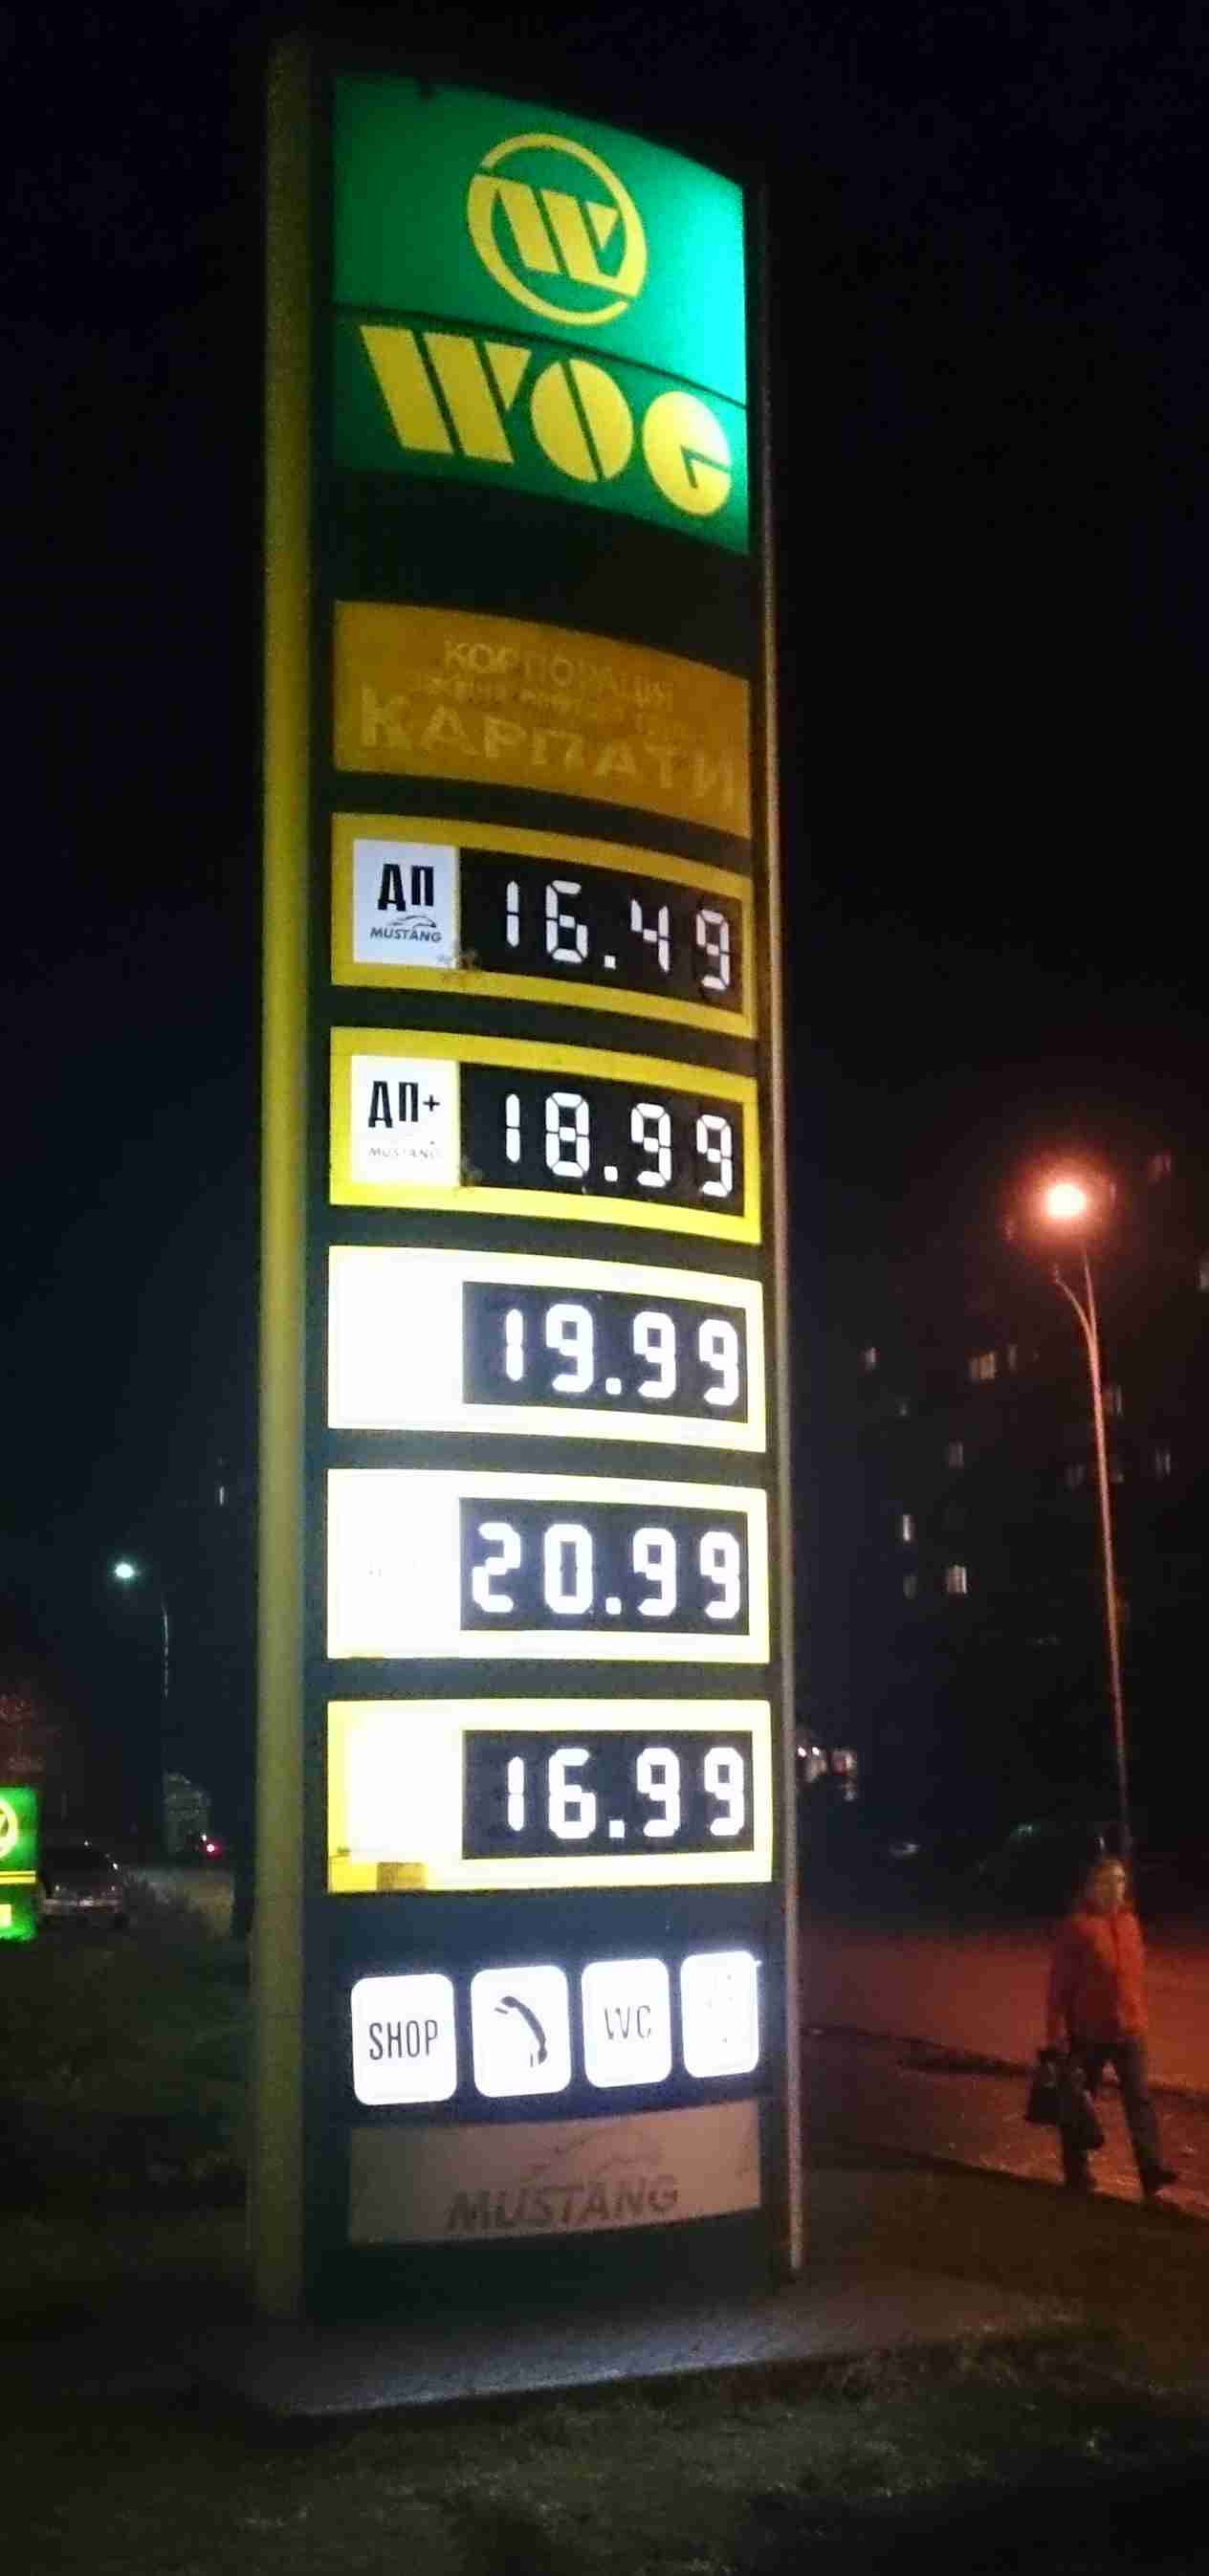 WOG
КОРПОРАЦІЯ
КАРПАТИ
ДП
MUSTANG
16.49
ДП+
MUSTANG
18.99
19.99
20.99
16.99
SHOP
WC
MUSTANG